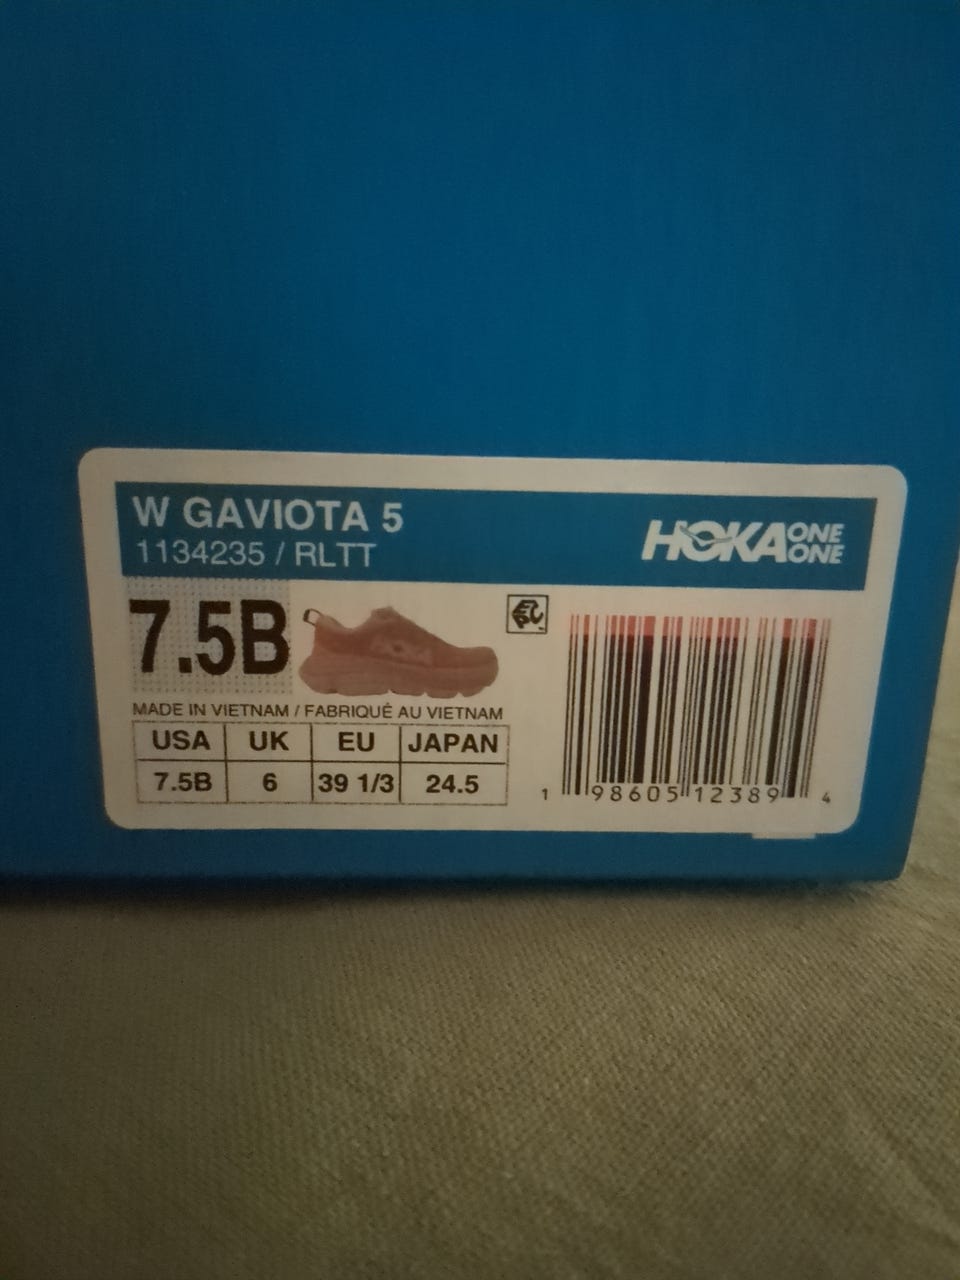 W GAVIOTA 5
1134235 / RLTT
HOKA ONE ONE
7.5B
MADE IN VIETNAM / FABRIQUÉ AU VIETNAM
USA UK EU JAPAN
7.5B 6 39 1/3 24.5
1 98605 12389 4